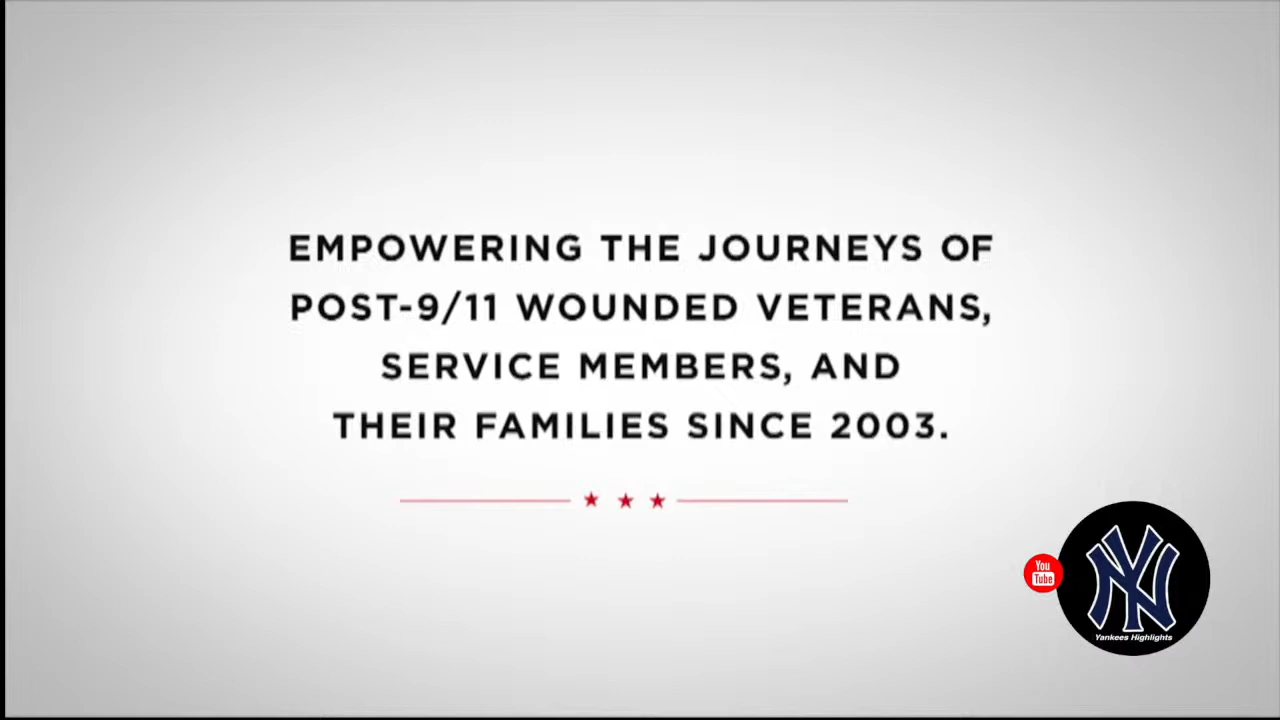 EMPOWERING THE JOURNEYS OF
POST-9/11 WOUNDED VETERANS,
SERVICE MEMBERS, AND
THEIR FAMILIES SINCE 2003.
You
Tube
NY
Yankees Highlights